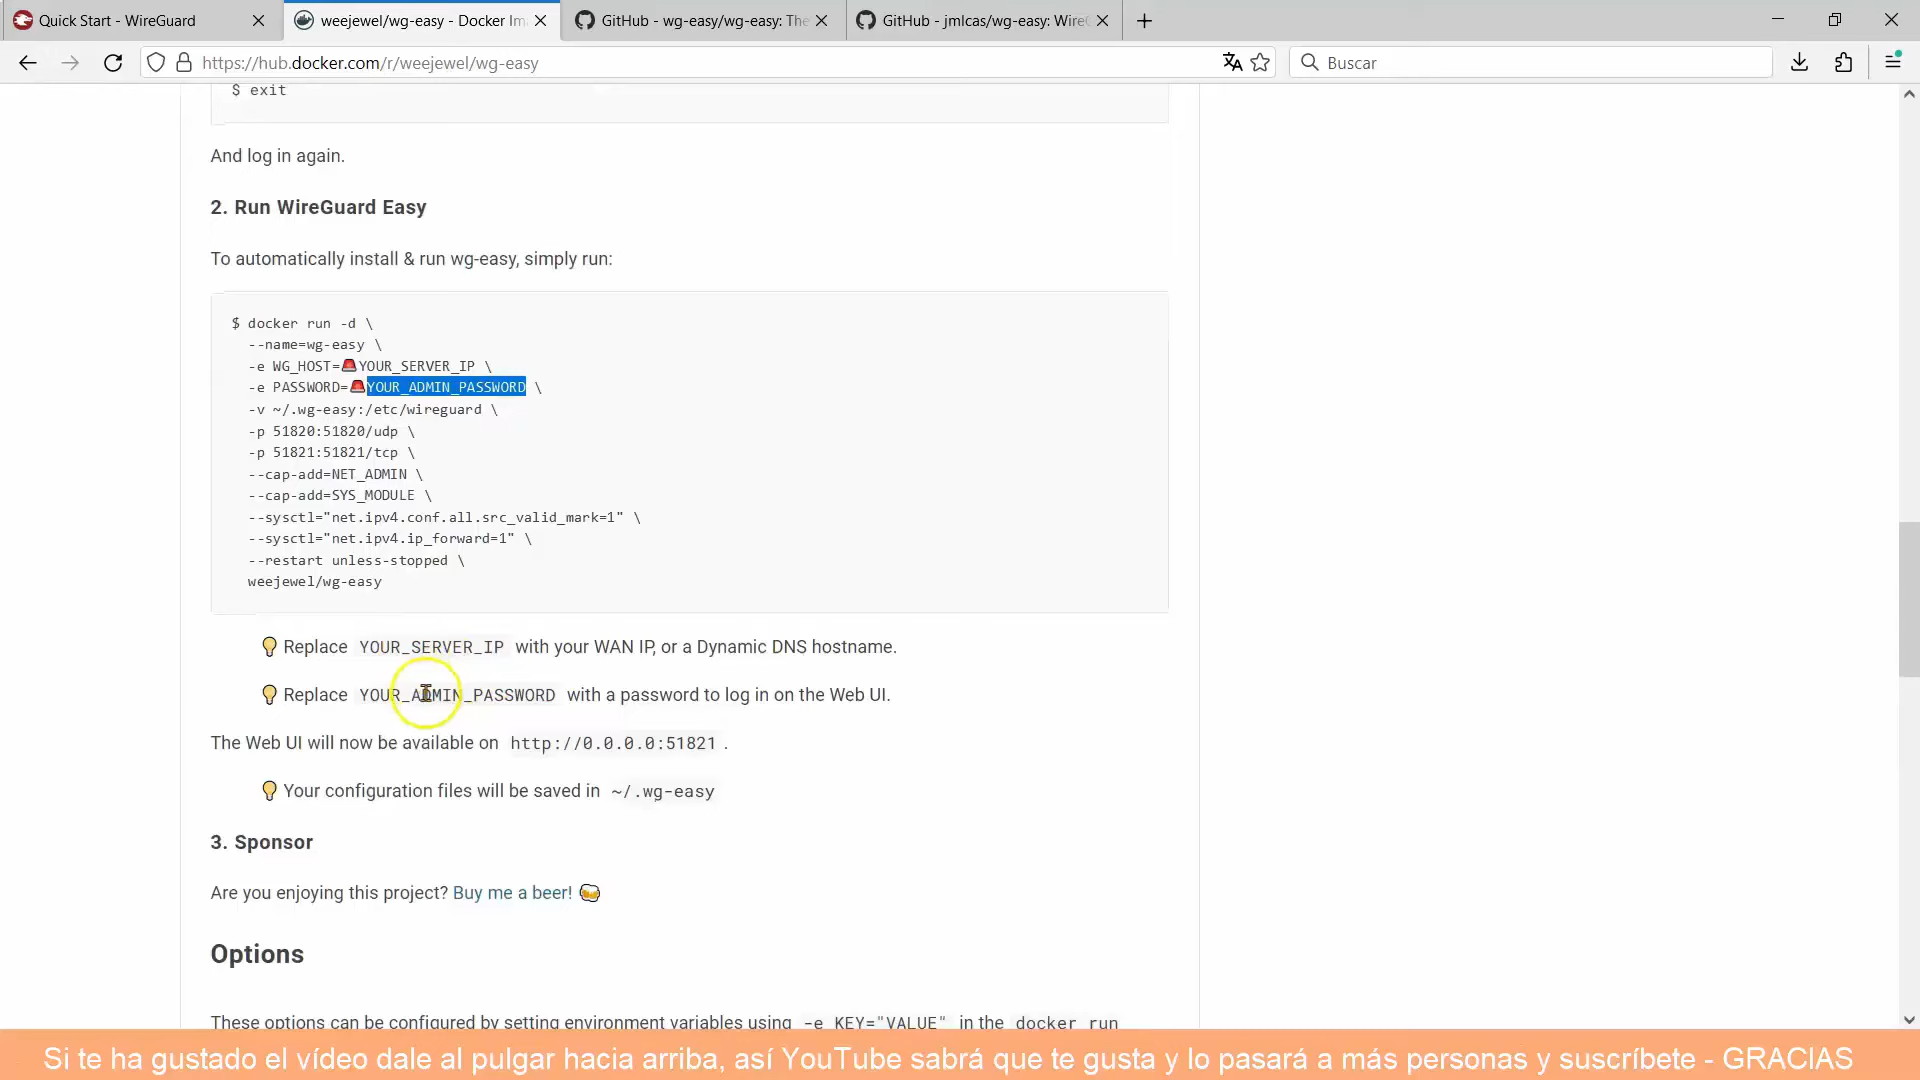 Quick Start - WireGuard
weejewel/wg-easy - Docker Im
GitHub - wg-easy/wg-easy: The
GitHub - jmlcas/wg-easy: WireG
https://hub.docker.com/r/weejewel/wg-easy
Buscar
$ exit
And log in again.
2. Run WireGuard Easy
To automatically install & run wg-easy, simply run:
$ docker run -d \
--name=wg-easy \
-e WG_HOST=🚨YOUR_SERVER_IP \
-e PASSWORD=🚨YOUR_ADMIN_PASSWORD \
-v ~/.wg-easy:/etc/wireguard \
-p 51820:51820/udp \
-p 51821:51821/tcp \
--cap-add=NET_ADMIN \
--cap-add=SYS_MODULE \
--sysctl="net.ipv4.conf.all.src_valid_mark=1" \
--sysctl="net.ipv4.ip_forward=1" \
--restart unless-stopped \
weejewel/wg-easy
💡 Replace YOUR_SERVER_IP with your WAN IP, or a Dynamic DNS hostname.
💡 Replace YOUR_ADMIN_PASSWORD with a password to log in on the Web UI.
The Web UI will now be available on http://0.0.0.0:51821 .
💡 Your configuration files will be saved in ~/.wg-easy
3. Sponsor
Are you enjoying this project? Buy me a beer! 🍻
Options
These options can be configured by setting environment variables using -e KEY="VALUE" in the docker run
Si te ha gustado el vídeo dale al pulgar hacia arriba, así YouTube sabrá que te gusta y lo pasará a más personas y suscríbete - GRACIAS